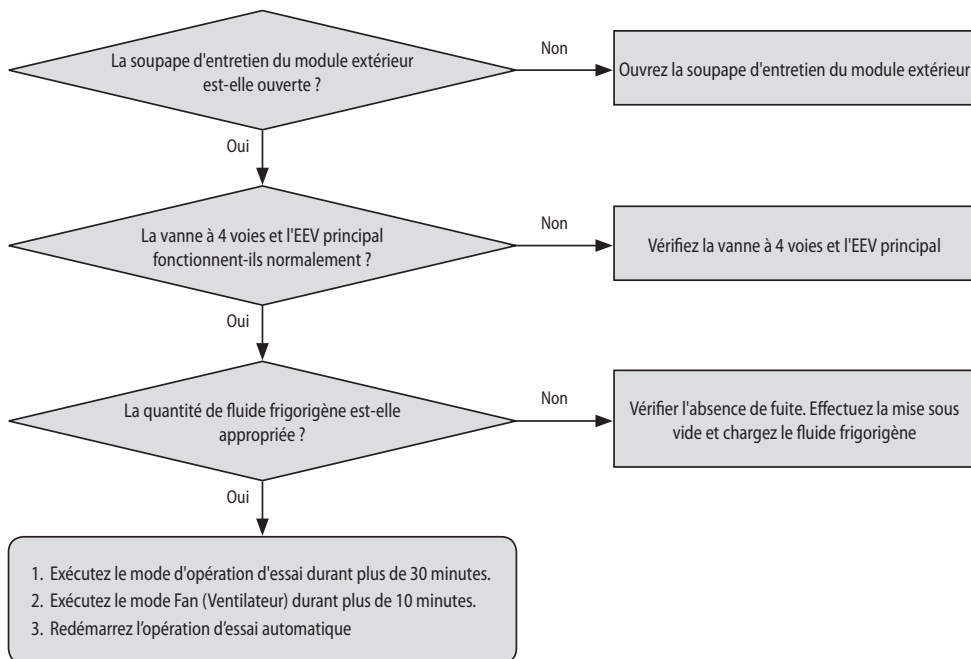 La soupape d'entretien du module extérieur
est-elle ouverte ?
Non
Ouvrez la soupape d'entretien du module extérieur
Oui
La vanne à 4 voies et l'EEV principal
fonctionnent-ils normalement ?
Non
Vérifiez la vanne à 4 voies et l'EEV principal
Oui
La quantité de fluide frigorigène est-elle
appropriée ?
Non
Vérifier l'absence de fuite. Effectuez la mise sous
vide et chargez le fluide frigorigène
Oui
1. Exécutez le mode d'opération d'essai durant plus de 30 minutes.
2. Exécutez le mode Fan (Ventilateur) durant plus de 10 minutes.
3. Redémarrez l’opération d’essai automatique